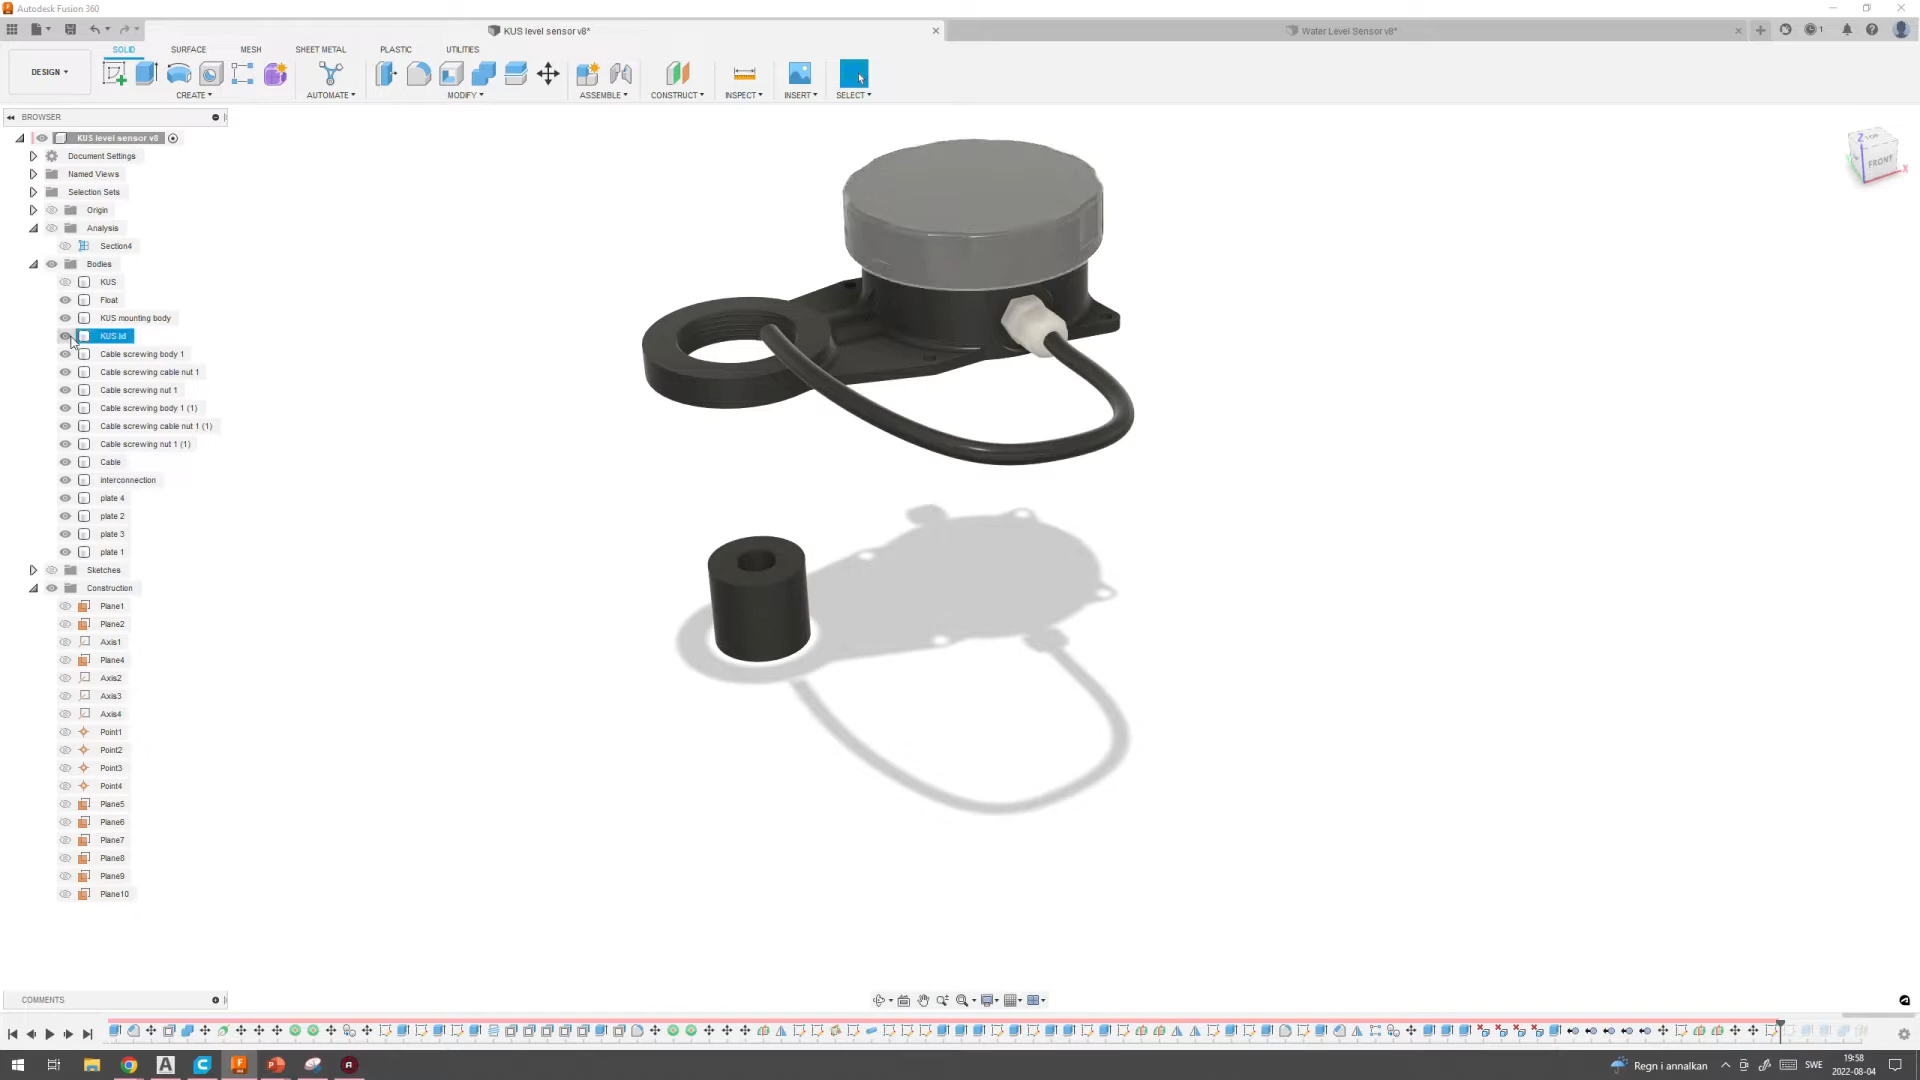 Autodesk Fusion 360
KUS level sensor v8*
Water Level Sensor v8*
1
DESIGN
SOLID
SURFACE
MESH
SHEET METAL
PLASTIC
UTILITIES
CREATE
AUTOMATE
MODIFY
ASSEMBLE
CONSTRUCT
INSPECT
INSERT
SELECT
BROWSER
KUS level sensor v8
Document Settings
Named Views
Selection Sets
Origin
Analysis
Section4
Bodies
KUS
Float
KUS mounting body
KUS lid
Cable screwing body 1
Cable screwing cable nut 1
Cable screwing nut 1
Cable screwing body 1 (1)
Cable screwing cable nut 1 (1)
Cable screwing nut 1 (1)
Cable
interconnection
plate 4
plate 2
plate 3
plate 1
Sketches
Construction
Plane1
Plane2
Axis1
Plane4
Axis2
Axis3
Axis4
Point1
Point2
Point3
Point4
Plane5
Plane6
Plane7
Plane8
Plane9
Plane10
Z
TOP
FRONT
X
COMMENTS
Regn i annalkan
SWE
19:58
2022-08-04